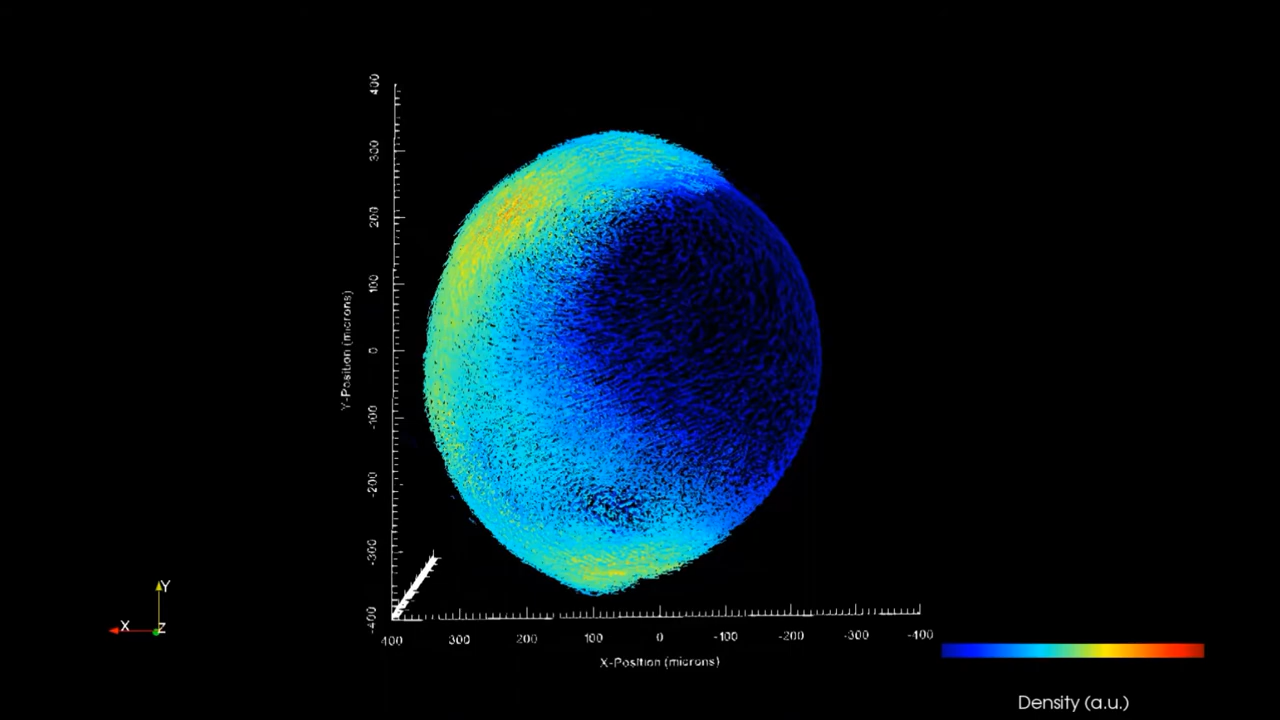 400
300
200
100
0
-100
-200
-300
-400
Y-Position (microns)
400 300 200 100 0 -100 -200 -300 -400
X-Position (microns)
Y
X Z
Density (a.u.)